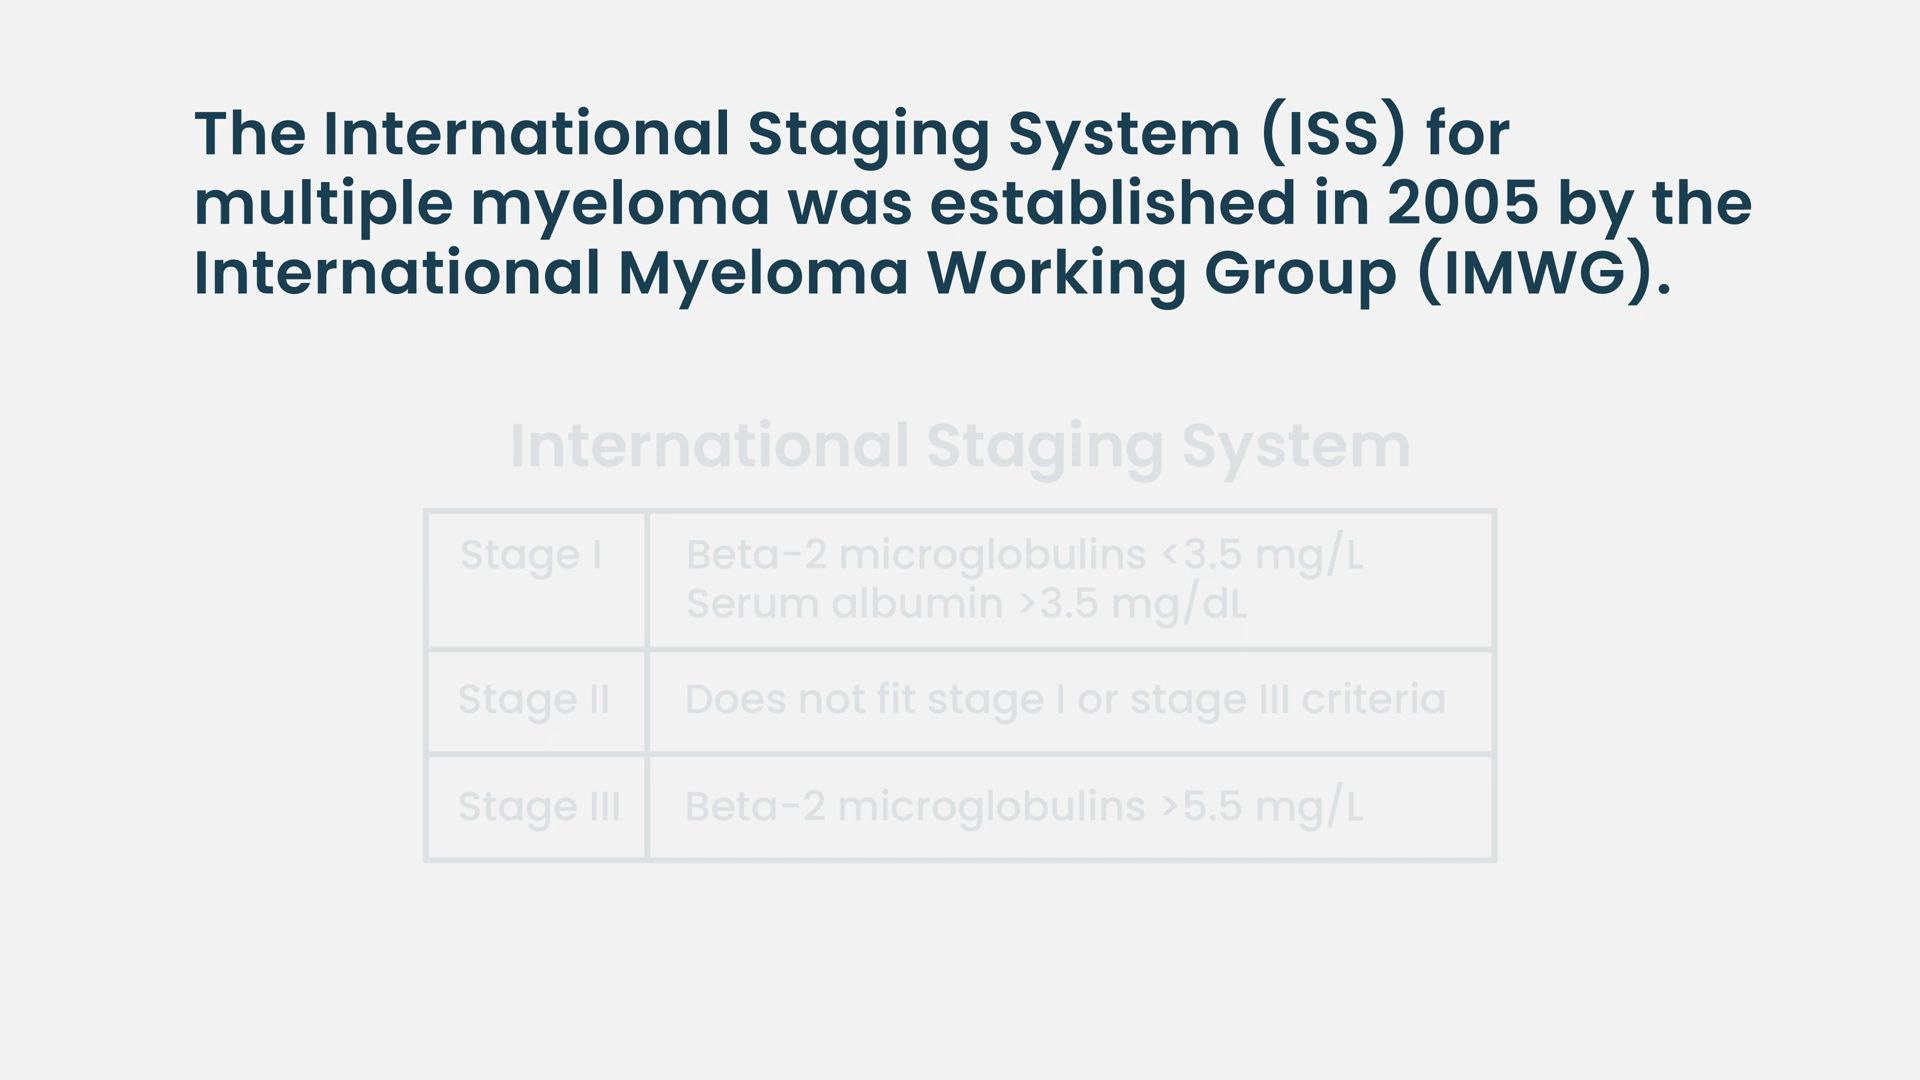 The International Staging System (ISS) for
multiple myeloma was established in 2005 by the
International Myeloma Working Group (IMWG).
International Staging System
Stage I
Beta-2 microglobulins <3.5 mg/L
Serum albumin >3.5 mg/dL
Stage II
Does not fit stage I or stage III criteria
Stage III
Beta-2 microglobulins >5.5 mg/L